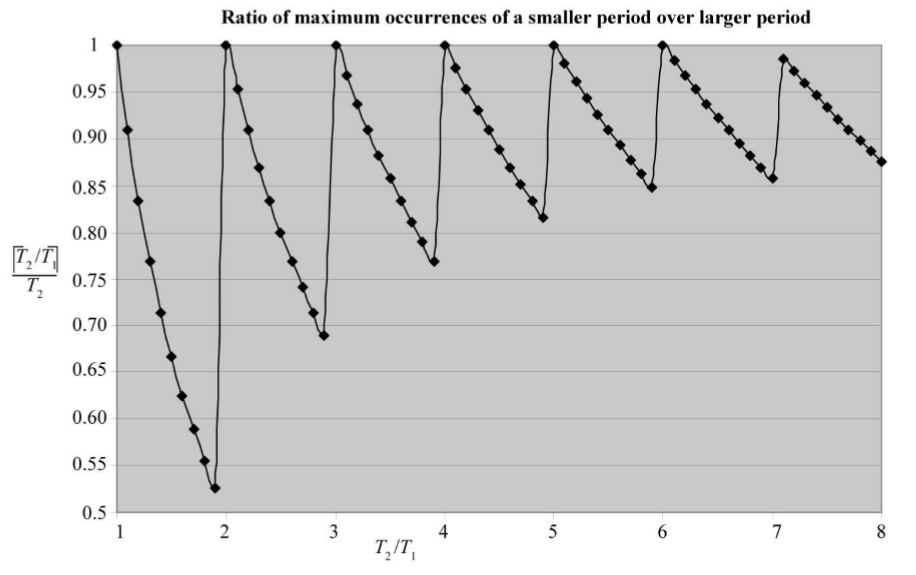 Ratio of maximum occurrences of a smaller period over larger period
1
0.95
0.90
0.85
0.80
0.75
0.70
0.65
0.60
0.55
0.5
⌈T₂/T₁⌉
T₂
1 2 3 4 5 6 7 8
T₂/T₁